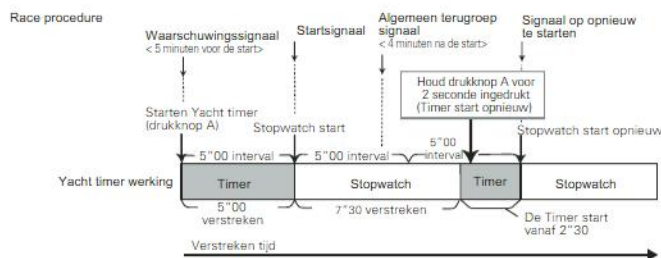 Race procedure
Waarschuwingssignaal
< 5 minuten voor de start>
Startsignaal
Algemeen terugroep
signaal
< 4 minuten na de start>
Signaal op opnieuw
te starten
Houd drukknop A voor
2 seconde ingedrukt
(Timer start opnieuw)
Starten Yacht timer
(drukknop A)
Stopwatch start
Stopwatch start opnieuw
5"00 interval
5"00 interval
5"00
interval
Yacht timer werking
Timer
Stopwatch
Timer
Stopwatch
5"00
verstreken
7"30 verstreken
De Timer start
vanaf 2"30
Verstreken tijd